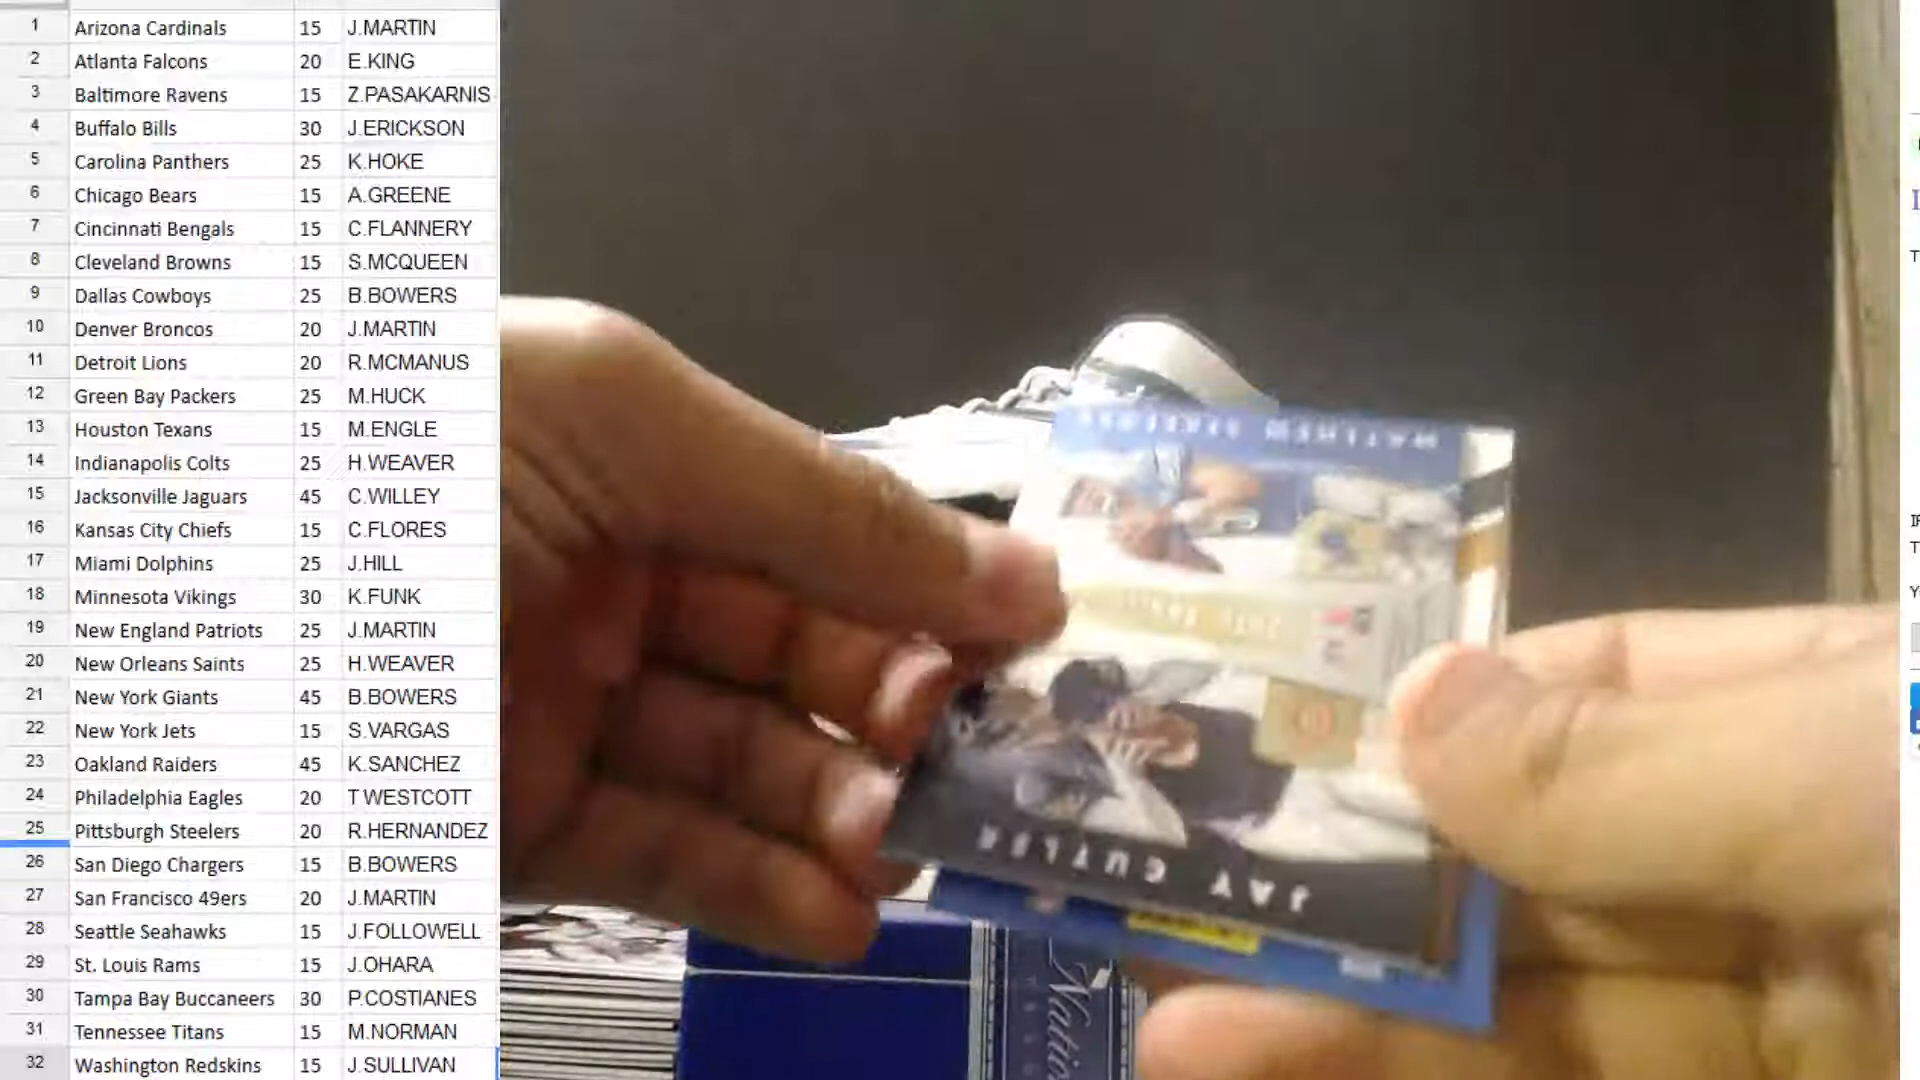 1 Arizona Cardinals 15 J.MARTIN
2 Atlanta Falcons 20 E.KING
3 Baltimore Ravens 15 Z.PASAKARNIS
4 Buffalo Bills 30 J.ERICKSON
5 Carolina Panthers 25 K.HOKE
6 Chicago Bears 15 A.GREENE
7 Cincinnati Bengals 15 C.FLANNERY
8 Cleveland Browns 15 S.MCQUEEN
9 Dallas Cowboys 25 B.BOWERS
10 Denver Broncos 20 J.MARTIN
11 Detroit Lions 20 R.MCMANUS
12 Green Bay Packers 25 M.HUCK
13 Houston Texans 15 M.ENGLE
14 Indianapolis Colts 25 H.WEAVER
15 Jacksonville Jaguars 45 C.WILLEY
16 Kansas City Chiefs 15 C.FLORES
17 Miami Dolphins 25 J.HILL
18 Minnesota Vikings 30 K.FUNK
19 New England Patriots 25 J.MARTIN
20 New Orleans Saints 25 H.WEAVER
21 New York Giants 45 B.BOWERS
22 New York Jets 15 S.VARGAS
23 Oakland Raiders 45 K.SANCHEZ
24 Philadelphia Eagles 20 T WESTCOTT
25 Pittsburgh Steelers 20 R.HERNANDEZ
26 San Diego Chargers 15 B.BOWERS
27 San Francisco 49ers 20 J.MARTIN
28 Seattle Seahawks 15 J.FOLLOWELL
29 St. Louis Rams 15 J.OHARA
30 Tampa Bay Buccaneers 30 P.COSTIANES
31 Tennessee Titans 15 M.NORMAN
32 Washington Redskins 15 J.SULLIVAN
MATTHEW STAFFORD
JAY CUTLER